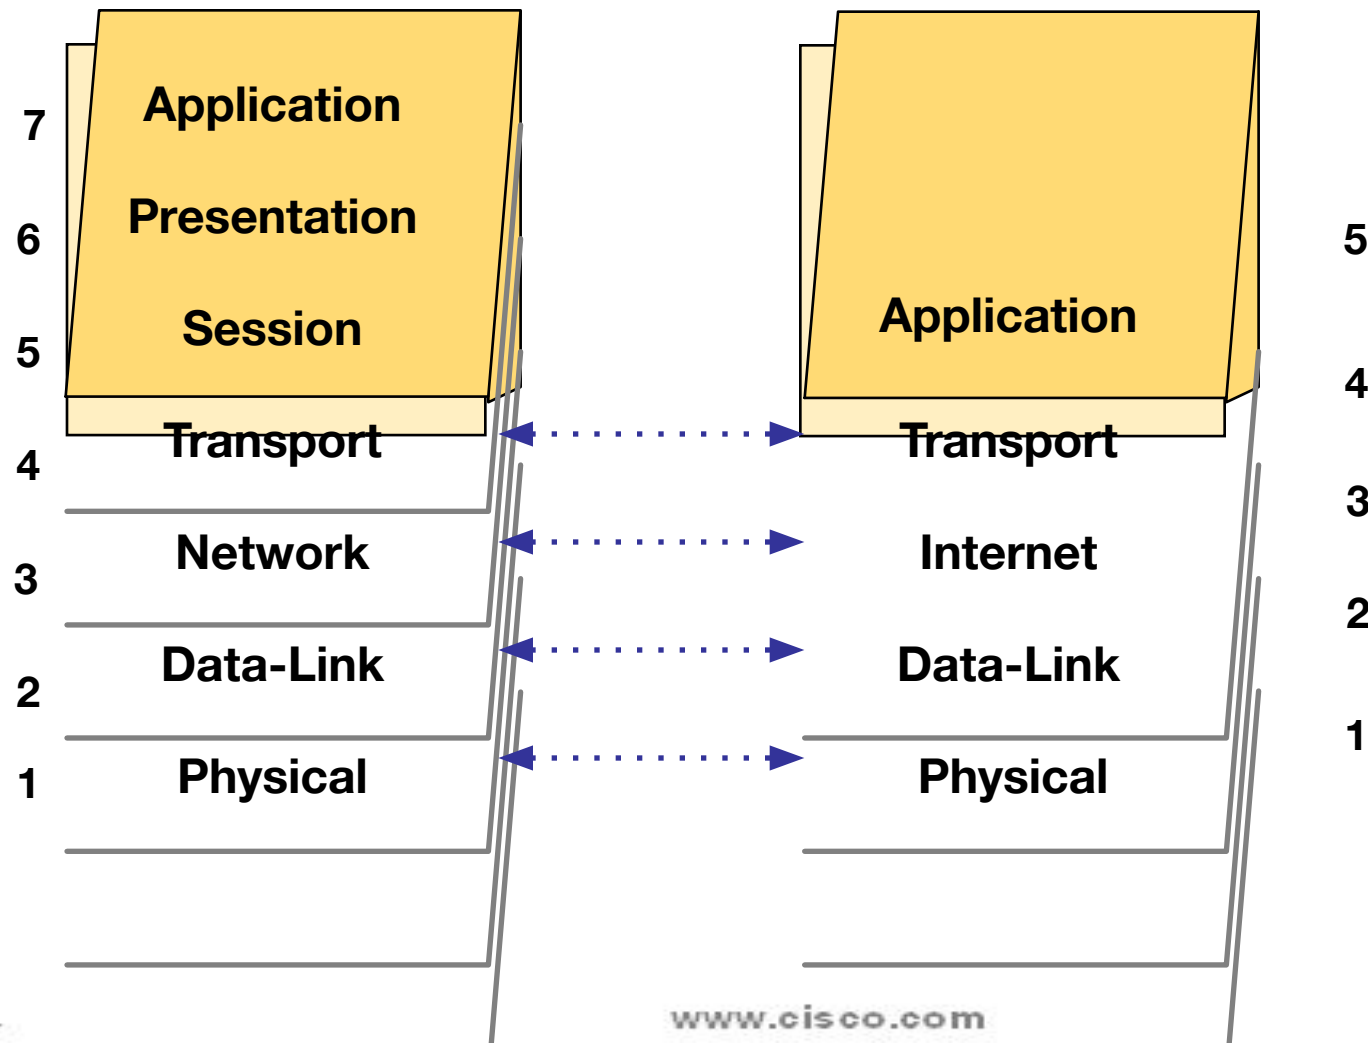 7 Application
6 Presentation
5 Session
4 Transport
3 Network
2 Data-Link
1 Physical
5
Application
4
Transport
3
Internet
2
Data-Link
1
Physical
www.cisco.com